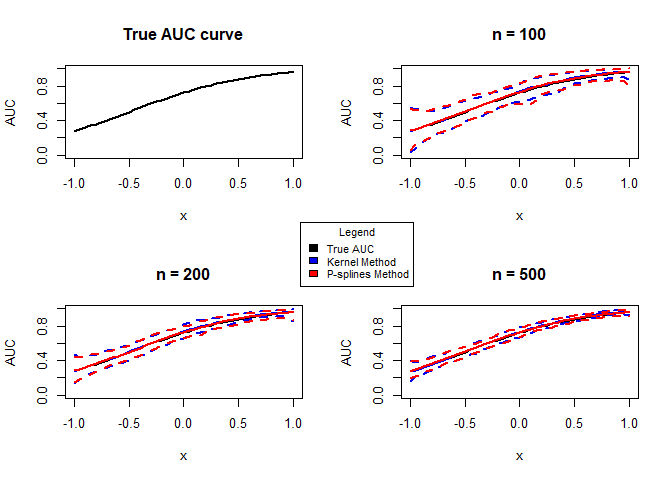 True AUC curve
AUC
0.0 0.4 0.8
-1.0 -0.5 0.0 0.5 1.0
x
n = 100
AUC
0.0 0.4 0.8
-1.0 -0.5 0.0 0.5 1.0
x
Legend
True AUC
Kernel Method
P-splines Method
n = 200
AUC
0.0 0.4 0.8
-1.0 -0.5 0.0 0.5 1.0
x
n = 500
AUC
0.0 0.4 0.8
-1.0 -0.5 0.0 0.5 1.0
x